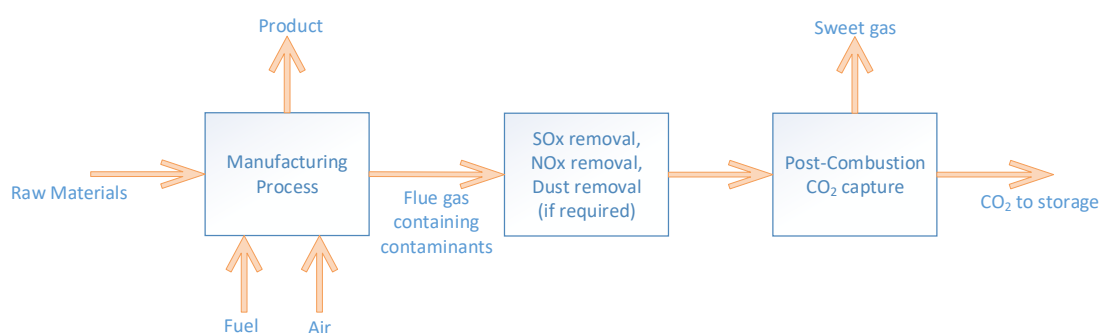 Product
Sweet gas
Raw Materials
Manufacturing
Process
Flue gas
containing
contaminants
SOx removal,
NOx removal,
Dust removal
(if required)
Post-Combustion
CO₂ capture
CO₂ to storage
Fuel
Air